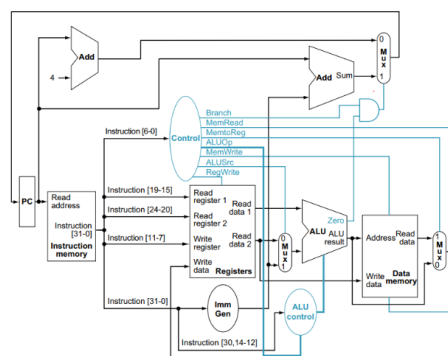 Add
4
Add Sum
0
Mux
1
Branch
MemRead
MemtoReg
ALUOp
MemWrite
ALUSrc
RegWrite
Control
Instruction [6-0]
PC
Read
address
Instruction
[31-0]
Instruction
memory
Instruction [19-15]
Instruction [24-20]
Instruction [11-7]
Read
register 1
Read
register 2
Write
register
Write
data
Read
data 1
Read
data 2
Registers
0
Mux
1
Zero
ALU
ALU
result
Address
Read
data
Write
data
Data
memory
1
Mux
0
Instruction [31-0]
Imm
Gen
ALU
control
Instruction [30,14-12]